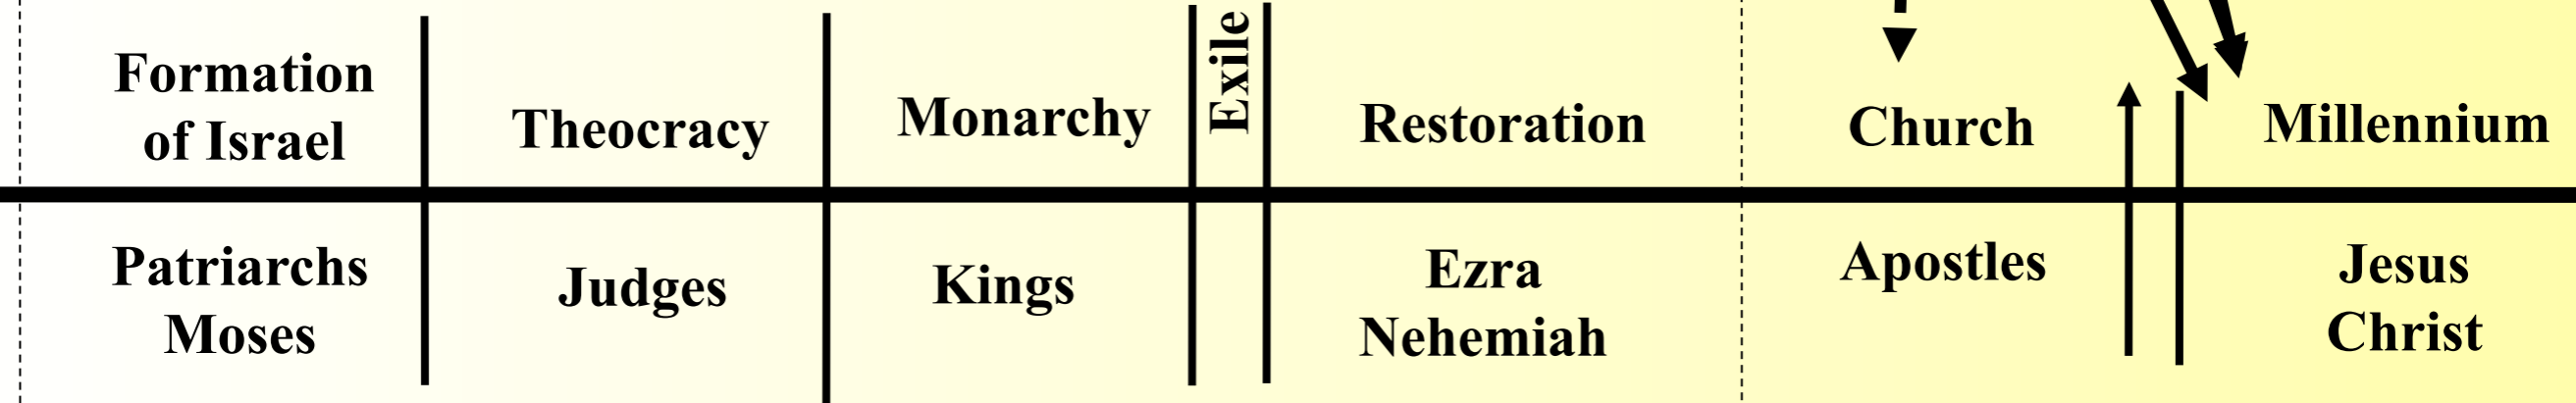 Formation
of Israel
Theocracy
Monarchy
Exile
Restoration
Church
Millennium
Patriarchs
Moses
Judges
Kings
Ezra
Nehemiah
Apostles
Jesus
Christ